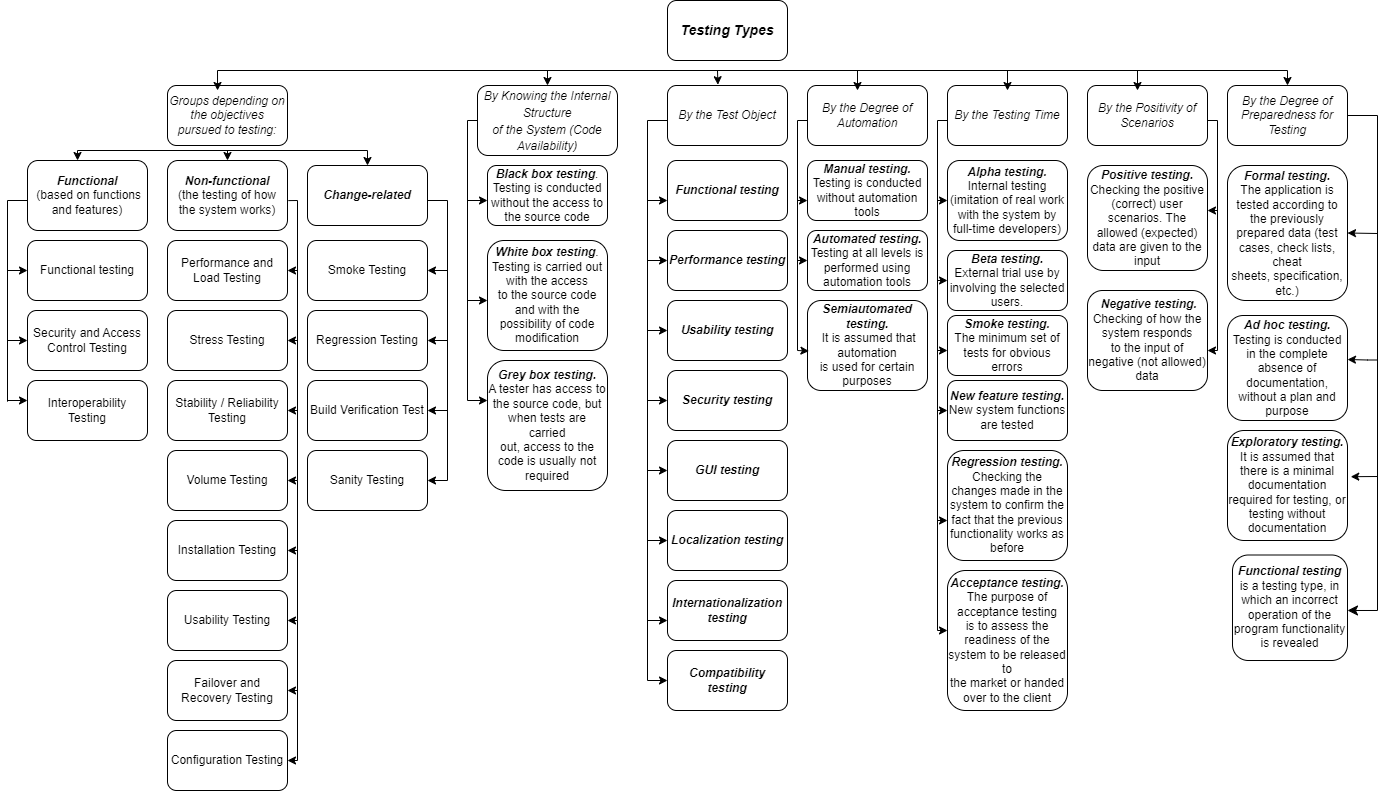 Testing Types
Groups depending on
the objectives
pursued to testing:
Functional
(based on functions
and features)
Functional testing
Security and Access
Control Testing
Interoperability
Testing
Non-functional
(the testing of how
the system works)
Performance and
Load Testing
Stress Testing
Stability / Reliability
Testing
Volume Testing
Installation Testing
Usability Testing
Failover and
Recovery Testing
Configuration Testing
Change-related
Smoke Testing
Regression Testing
Build Verification Test
Sanity Testing
By Knowing the Internal
Structure
of the System (Code
Availability)
Black box testing.
Testing is conducted
without the access to
the source code
White box testing.
Testing is carried out
with the access
to the source code
and with the
possibility of code
modification
Grey box testing.
A tester has access to
the source code, but
when tests are
carried
out, access to the
code is usually not
required
By the Test Object
Functional testing
Performance testing
Usability testing
Security testing
GUI testing
Localization testing
Internationalization
testing
Compatibility
testing
By the Degree of
Automation
Manual testing.
Testing is conducted
without automation
tools
Automated testing.
Testing at all levels is
performed using
automation tools
Semiautomated
testing.
It is assumed that
automation
is used for certain
purposes
By the Testing Time
Alpha testing.
Internal testing
(imitation of real work
with the system by
full-time developers)
Beta testing.
External trial use by
involving the selected
users.
Smoke testing.
The minimum set of
tests for obvious
errors
New feature testing.
New system functions
are tested
Regression testing.
Checking the
changes made in the
system to confirm the
fact that the previous
functionality works as
before
Acceptance testing.
The purpose of
acceptance testing
is to assess the
readiness of the
system to be released
to
the market or handed
over to the client
By the Positivity of
Scenarios
Positive testing.
Checking the positive
(correct) user
scenarios. The
allowed (expected)
data are given to the
input
Negative testing.
Checking of how the
system responds
to the input of
negative (not allowed)
data
By the Degree of
Preparedness for
Testing
Formal testing.
The application is
tested according to
the previously
prepared data (test
cases, check lists,
cheat
sheets, specification,
etc.)
Ad hoc testing.
Testing is conducted
in the complete
absence of
documentation,
without a plan and
purpose
Exploratory testing.
It is assumed that
there is a minimal
documentation
required for testing, or
testing without
documentation
Functional testing
is a testing type, in
which an incorrect
operation of the
program functionality
is revealed